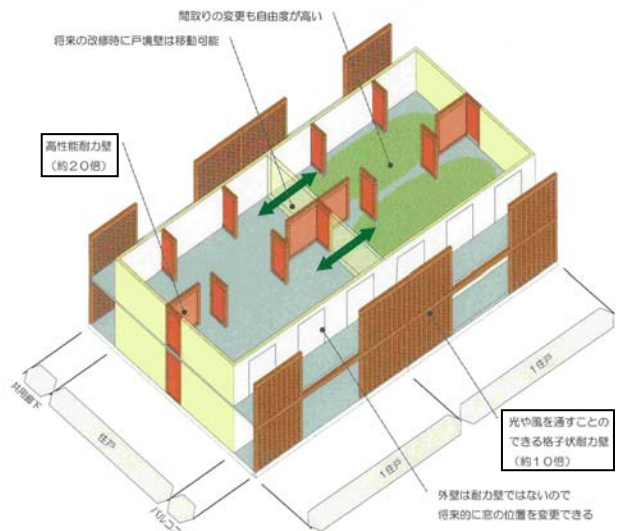 間取りの変更も自由度が高い
将来の改修時に戸境壁は移動可能
高性能耐力壁
（約２０倍）
共用廊下
住戸
バルコニー
１住戸
１住戸
光や風を通すことの
できる格子状耐力壁
（約１０倍）
外壁は耐力壁ではないので
将来的に窓の位置を変更できる